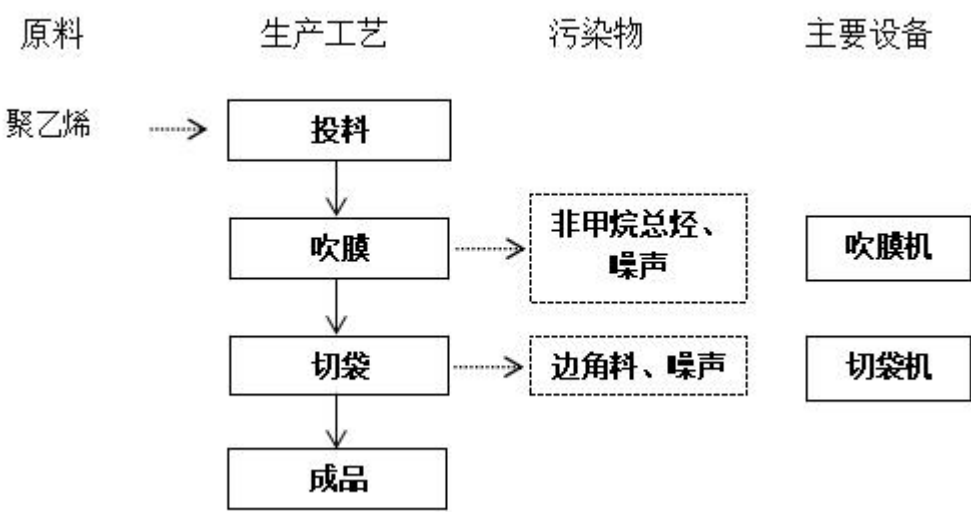 原料 生产工艺 污染物 主要设备
聚乙烯 投料
吹膜 非甲烷总烃、
噪声 吹膜机
切袋 边角料、噪声 切袋机
成品